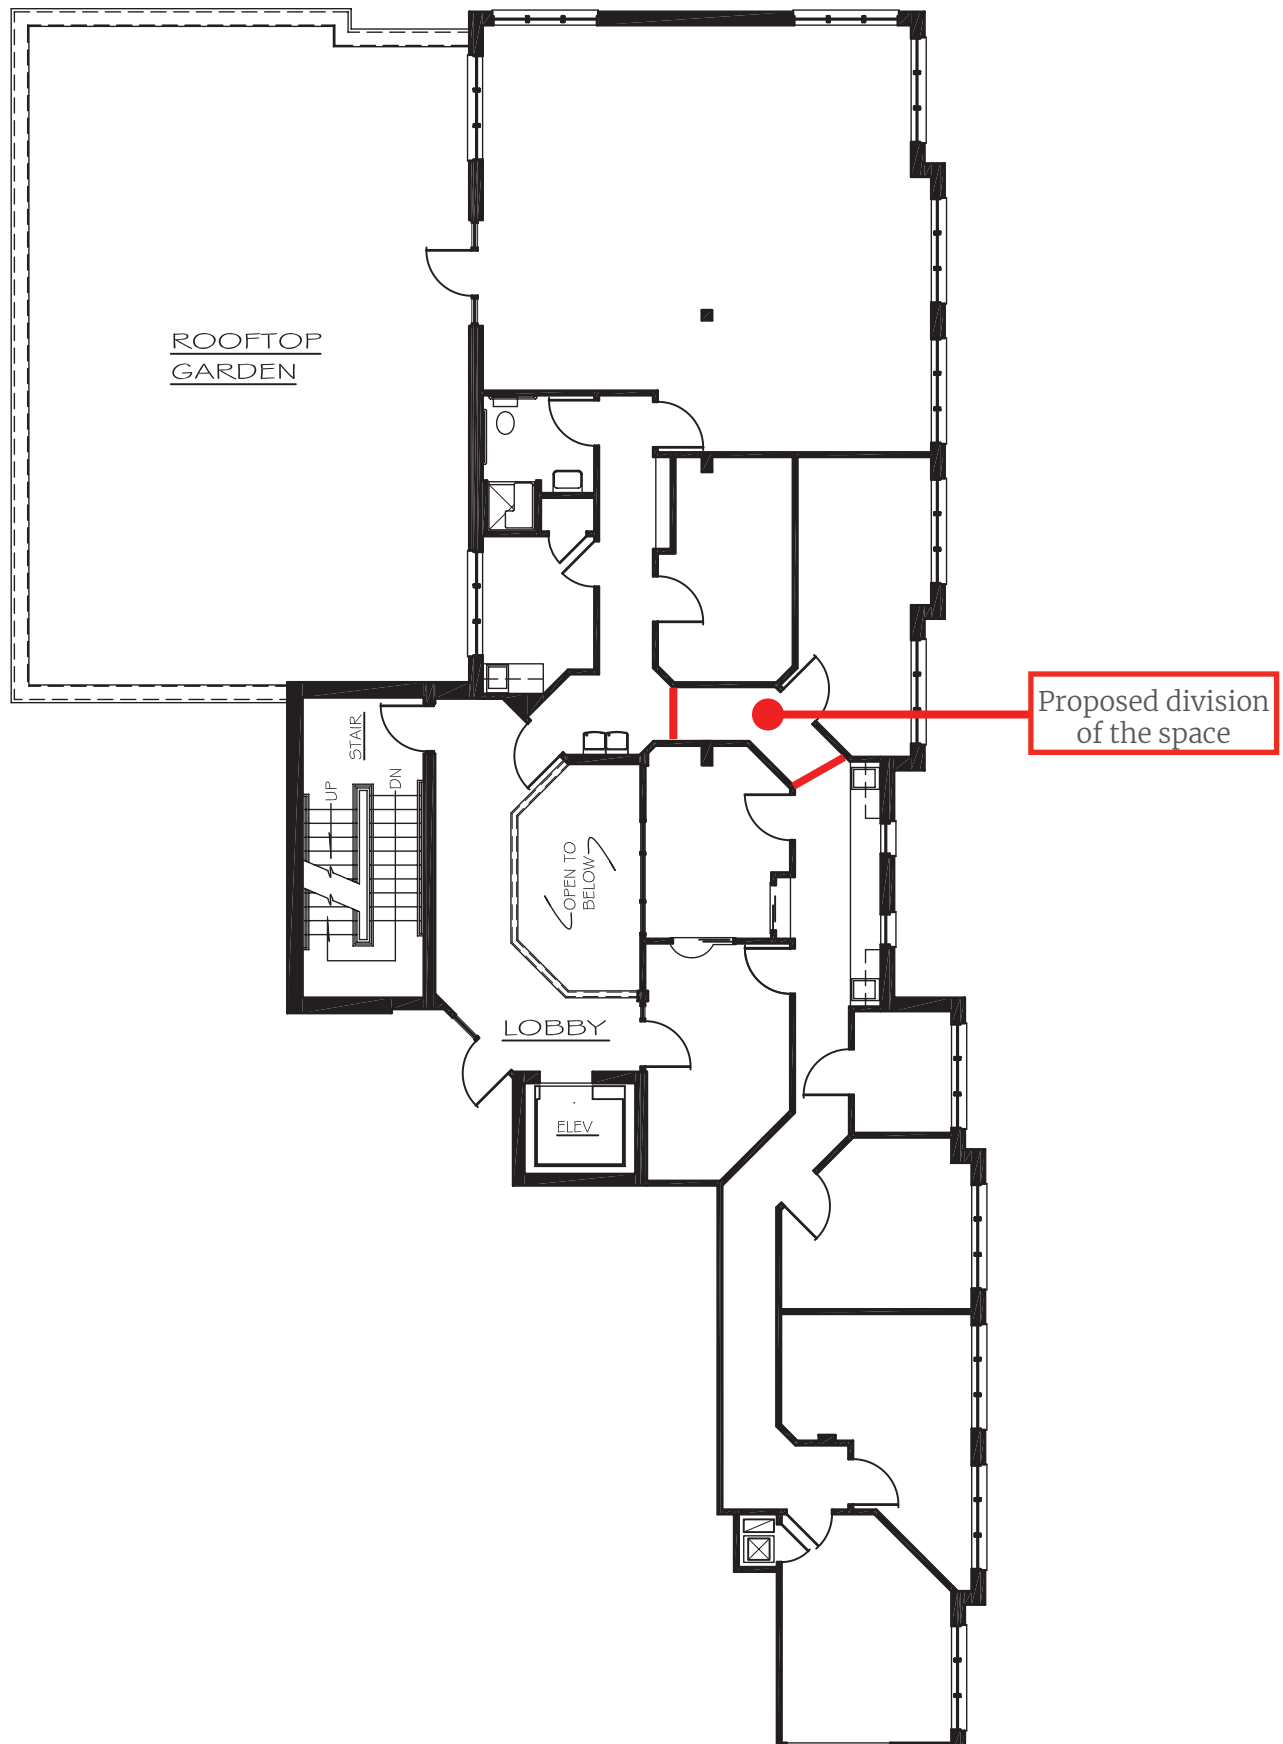 ROOFTOP
GARDEN
Proposed division
of the space
STAIR
UP
DN
OPEN TO
BELOW
LOBBY
ELEV